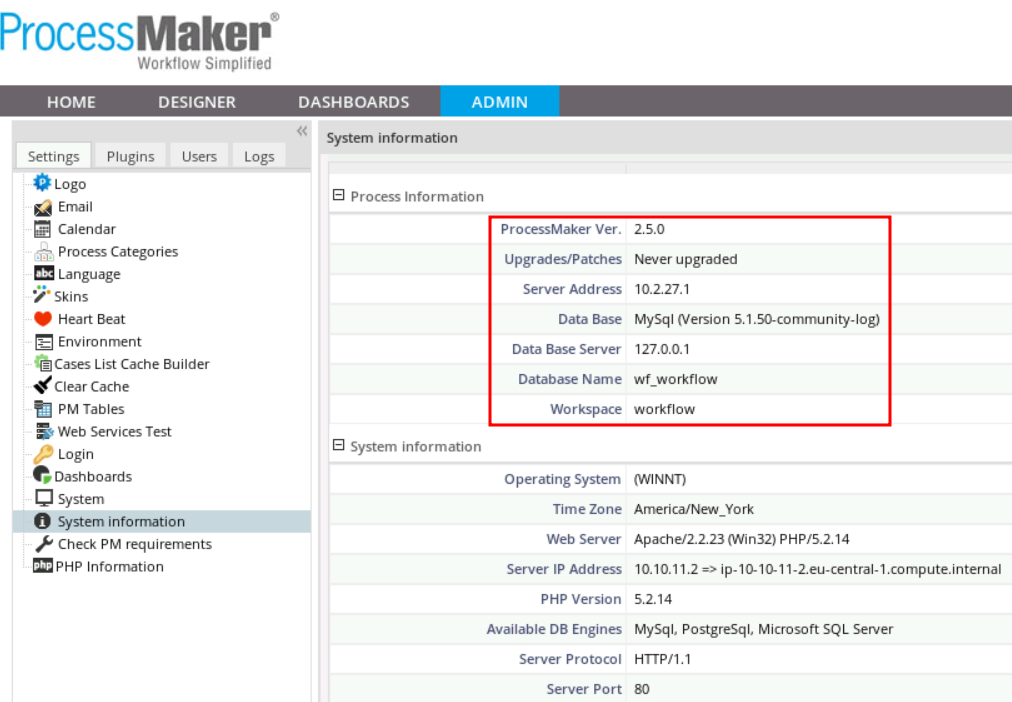 ProcessMaker®
Workflow Simplified
HOME DESIGNER DASHBOARDS ADMIN
Settings Plugins Users Logs
Logo
Email
Calendar
Process Categories
abc Language
Skins
Heart Beat
Environment
Cases List Cache Builder
Clear Cache
PM Tables
Web Services Test
Login
Dashboards
System
System information
Check PM requirements
php PHP Information
System information
Process Information
ProcessMaker Ver. 2.5.0
Upgrades/Patches Never upgraded
Server Address 10.2.27.1
Data Base MySql (Version 5.1.50-community-log)
Data Base Server 127.0.0.1
Database Name wf_workflow
Workspace workflow
System information
Operating System (WINNT)
Time Zone America/New_York
Web Server Apache/2.2.23 (Win32) PHP/5.2.14
Server IP Address 10.10.11.2 => ip-10-10-11-2.eu-central-1.compute.internal
PHP Version 5.2.14
Available DB Engines MySql, PostgreSql, Microsoft SQL Server
Server Protocol HTTP/1.1
Server Port 80